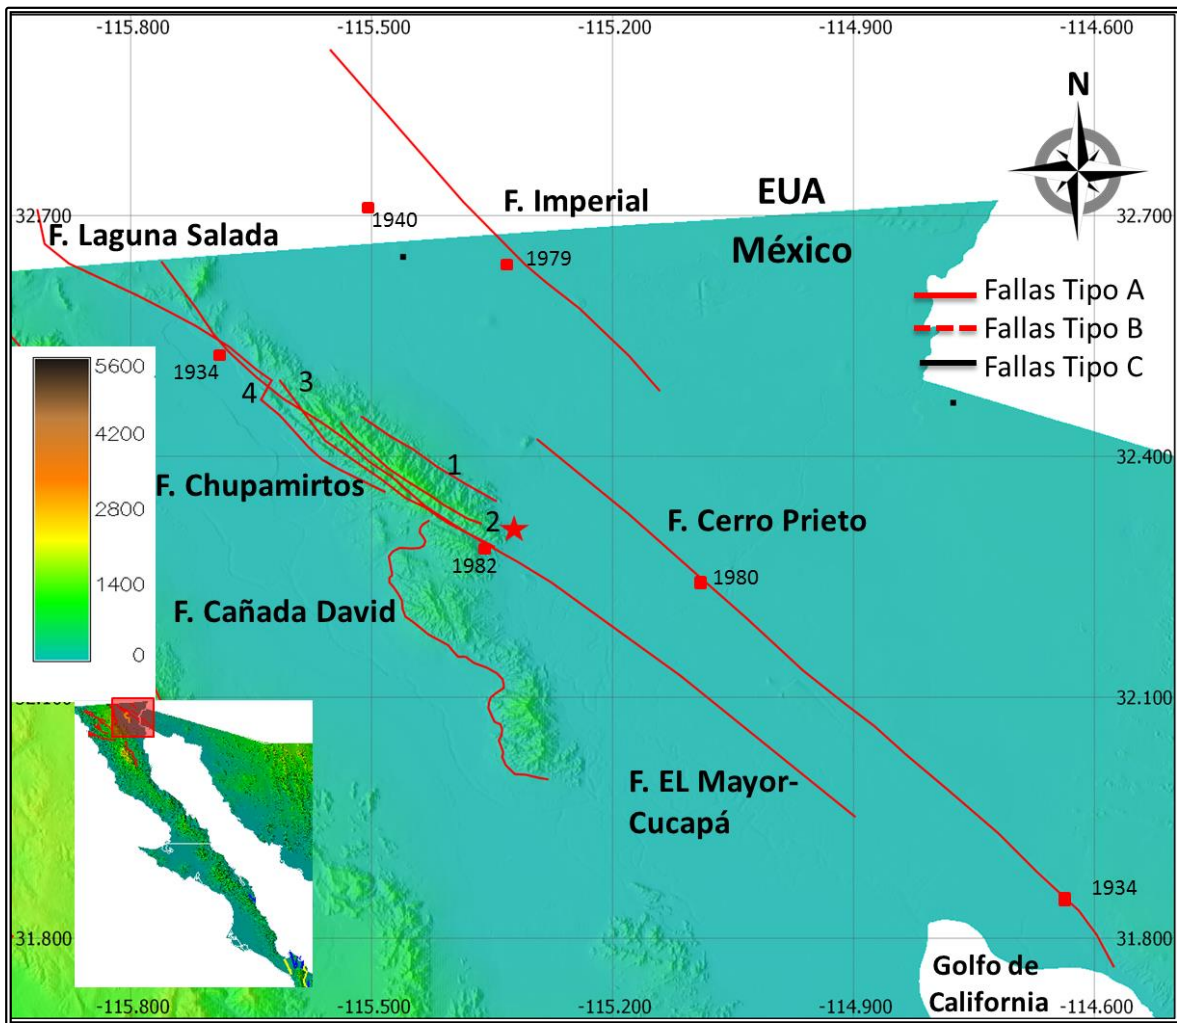 -115.800
-115.500
-115.200
-114.900
-114.600
N
EUA
F. Imperial
32.700
1940
32.700
F. Laguna Salada
México
1979
Fallas Tipo A
Fallas Tipo B
Fallas Tipo C
5600
1934
3
4
4200
32.400
1
F. Chupamirtos
2800
2
F. Cerro Prieto
1982
1980
1400
F. Cañada David
0
32.100
F. EL Mayor-
Cucapá
1934
31.800
31.800
Golfo de
California
-115.800
-115.500
-115.200
-114.900
-114.600